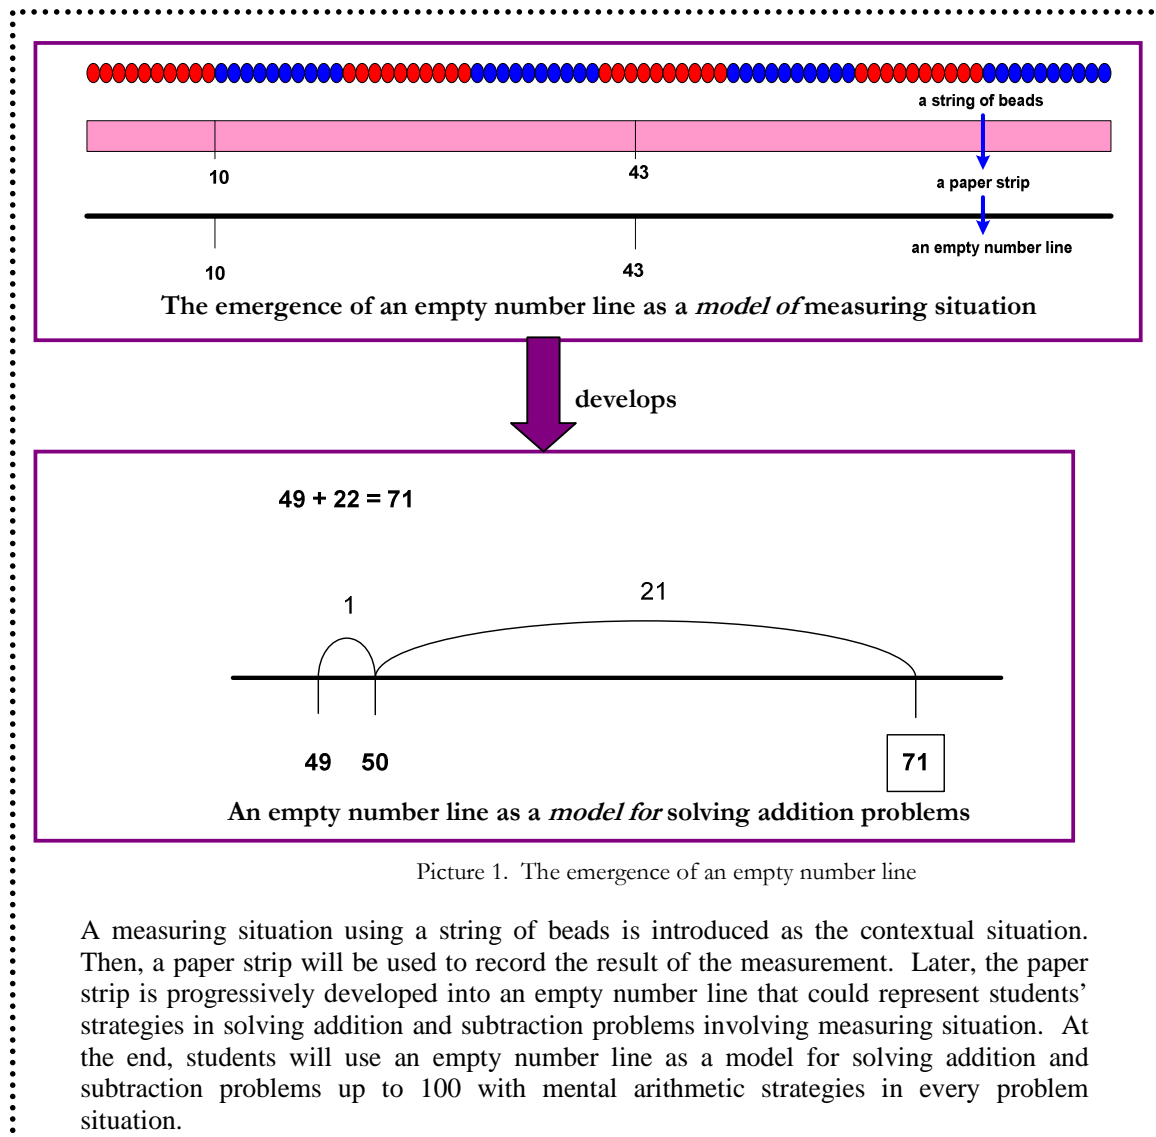 a string of beads
10
43
a paper strip
10
43
an empty number line
The emergence of an empty number line as a model of measuring situation
develops
49 + 22 = 71
1
21
49 50 71
An empty number line as a model for solving addition problems
Picture 1. The emergence of an empty number line
A measuring situation using a string of beads is introduced as the contextual situation.
Then, a paper strip will be used to record the result of the measurement. Later, the paper
strip is progressively developed into an empty number line that could represent students’
strategies in solving addition and subtraction problems involving measuring situation. At
the end, students will use an empty number line as a model for solving addition and
subtraction problems up to 100 with mental arithmetic strategies in every problem
situation.